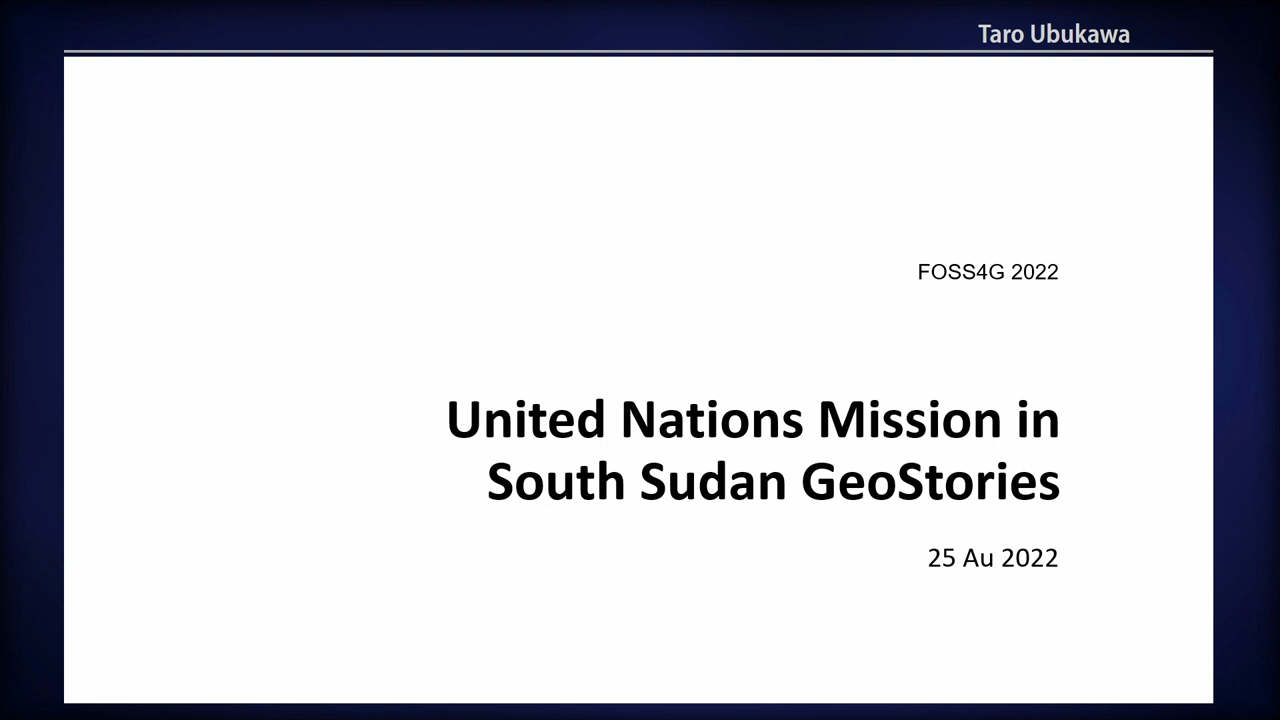 Taro Ubukawa
FOSS4G 2022
United Nations Mission in
South Sudan GeoStories
25 Au 2022